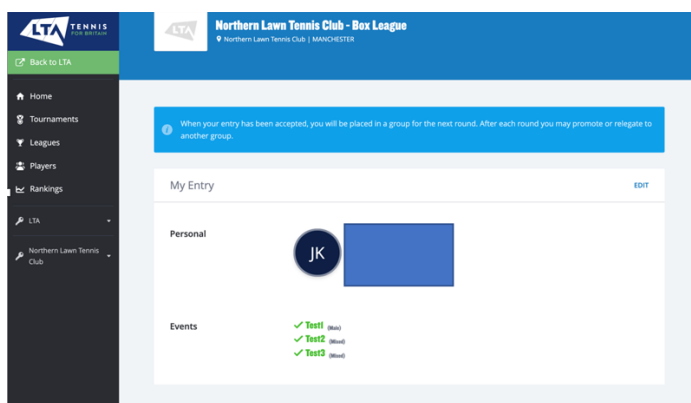 LTA TENNIS
FOR BRITAIN
Back to LTA
Home
Tournaments
Leagues
Players
Rankings
LTA
Northern Lawn Tennis
Club
LTA
Northern Lawn Tennis Club - Box League
Northern Lawn Tennis Club | MANCHESTER
When your entry has been accepted, you will be placed in a group for the next round. After each round you may promote or relegate to
another group.
My Entry
EDIT
Personal
JK
Events
Test1 (Male)
Test2 (Mixed)
Test3 (Mixed)